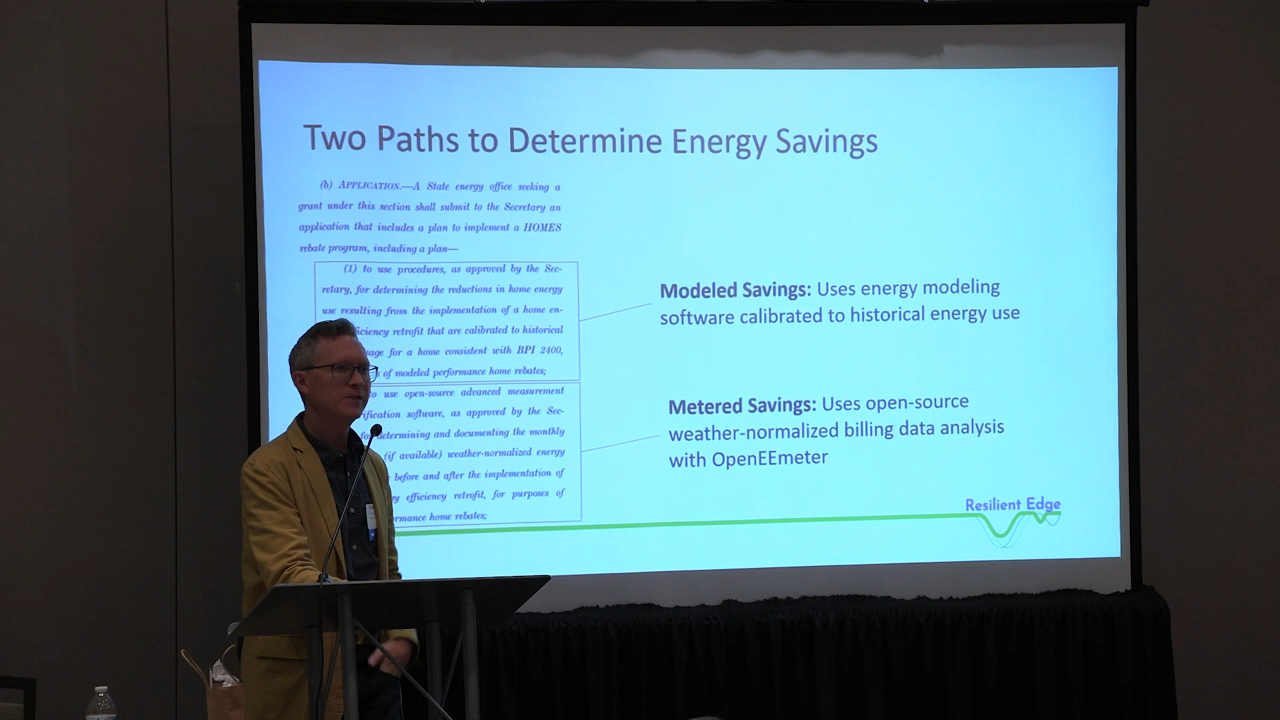 Two Paths to Determine Energy Savings
(b) APPLICATION.—A State energy office seeking a
grant under this section shall submit to the Secretary an
application that includes a plan to implement a HOMES
rebate program, including a plan—
(1) to use procedures, as approved by the Sec-
retary, for determining the reductions in home energy
use resulting from the implementation of a home en-
iciency retrofit that are calibrated to historical
age for a home consistent with BPI 2400,
of modeled performance home rebates;
o use open-source advanced measurement
ification software, as approved by the Sec-
determining and documenting the monthly
(if available) weather-normalized energy
before and after the implementation of
y efficiency retrofit, for purposes of
rmance home rebates;
Modeled Savings: Uses energy modeling
software calibrated to historical energy use
Metered Savings: Uses open-source
weather-normalized billing data analysis
with OpenEEmeter
Resilient Edge